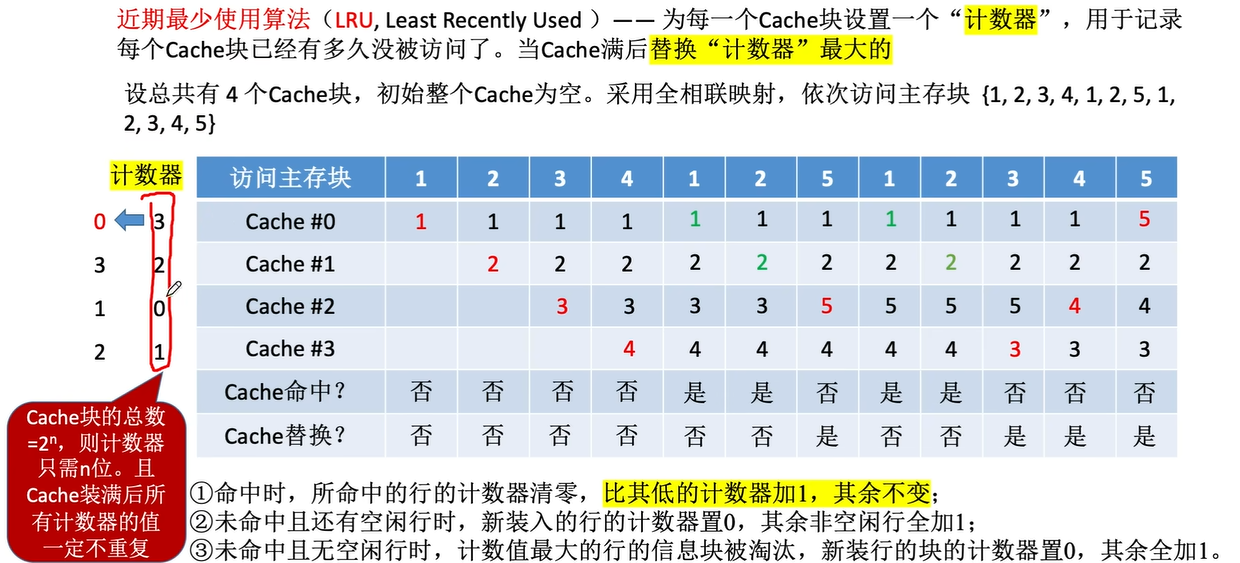 近期最少使用算法（LRU, Least Recently Used ）—— 为每一个Cache块设置一个“计数器”，用于记录
每个Cache块已经有多久没被访问了。当Cache满后替换“计数器”最大的
设总共有 4 个Cache块，初始整个Cache为空。采用全相联映射，依次访问主存块 {1, 2, 3, 4, 1, 2, 5, 1,
2, 3, 4, 5}
计数器
访问主存块 1 2 3 4 1 2 5 1 2 3 4 5
0 3 Cache #0 1 1 1 1 1 1 1 1 1 1 1 5
3 2 Cache #1 2 2 2 2 2 2 2 2 2 2 2
1 0 Cache #2 3 3 3 3 5 5 5 5 4 4
2 1 Cache #3 4 4 4 4 4 4 3 3 3
Cache命中？ 否 否 否 否 是 是 否 是 是 否 否 否
Cache替换？ 否 否 否 否 否 否 是 否 否 是 是 是
Cache块的总数
=2ⁿ，则计数器
只需n位。且
Cache装满后所
有计数器的值
一定不重复
①命中时，所命中的行的计数器清零，比其低的计数器加1，其余不变；
②未命中且还有空闲行时，新装入的行的计数器置0，其余非空闲行全加1；
③未命中且无空闲行时，计数值最大的行的信息块被淘汰，新装行的块的计数器置0，其余全加1。